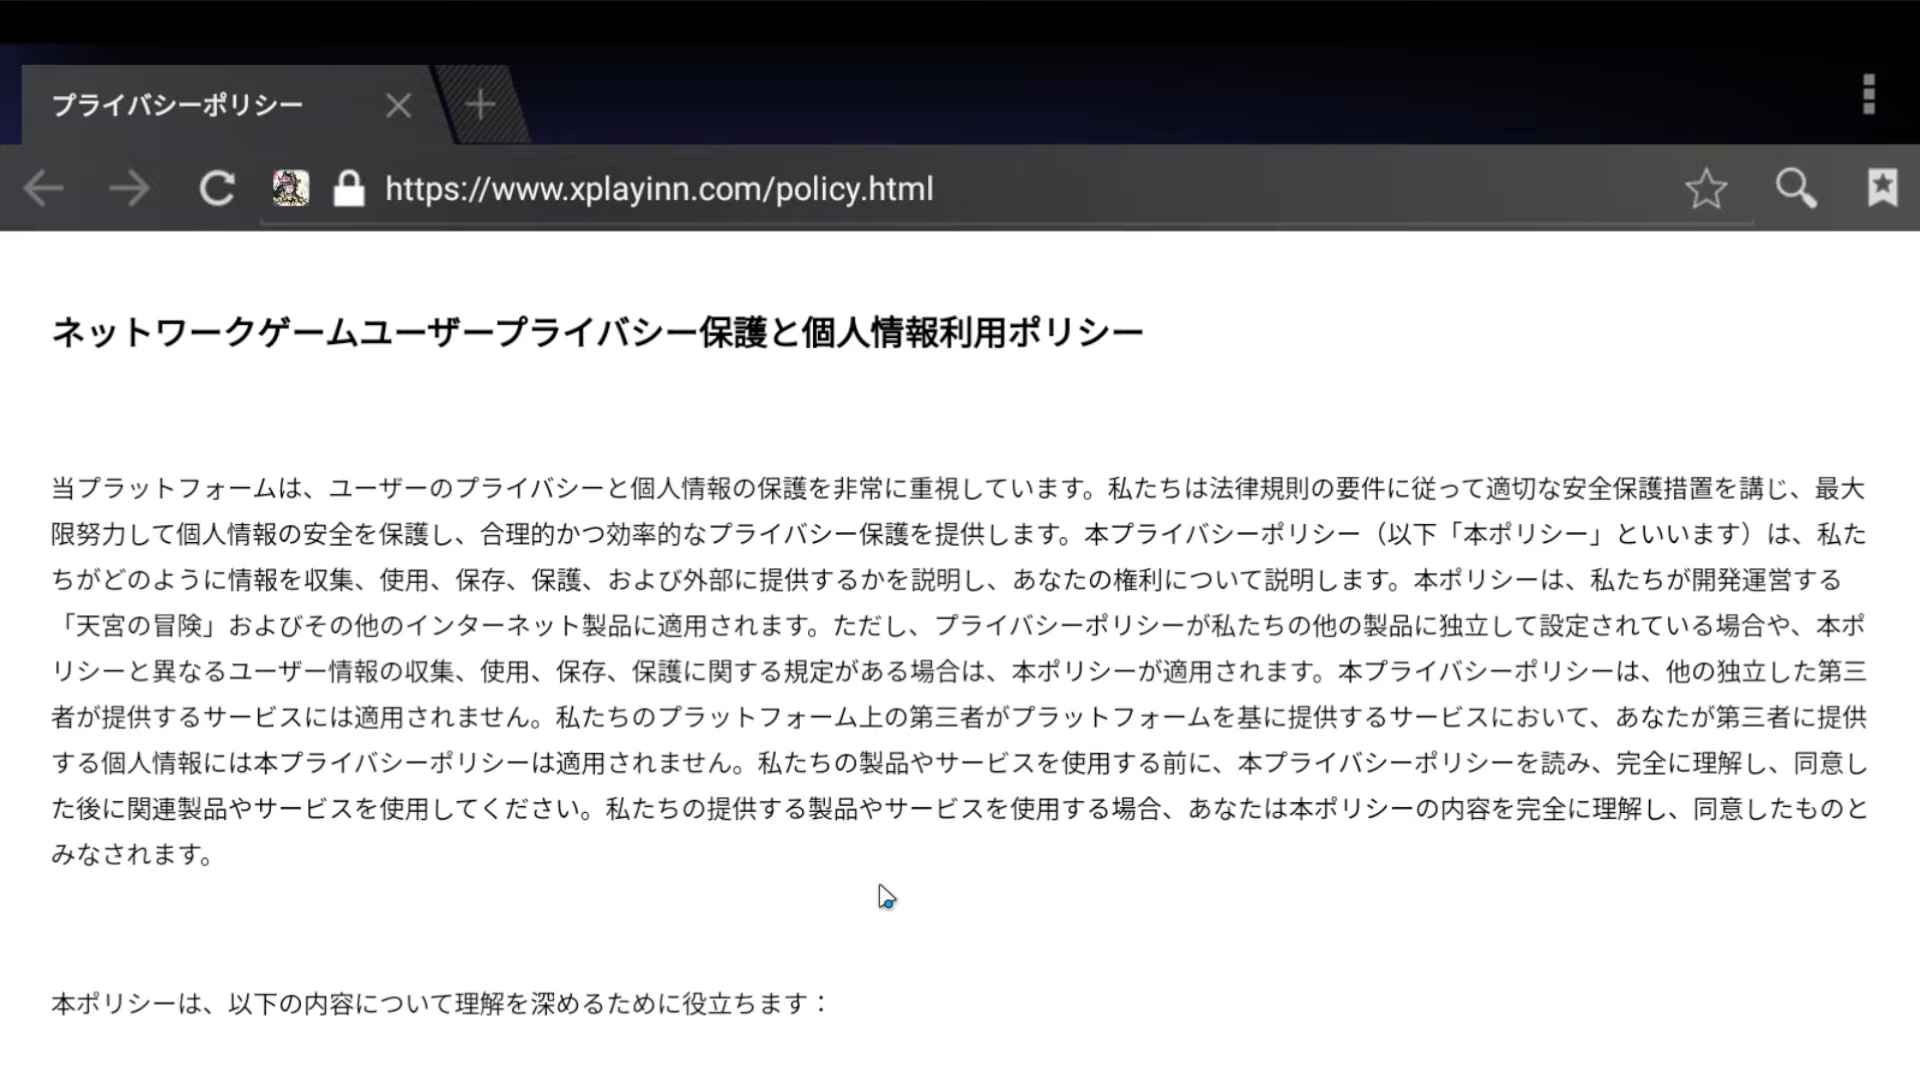 プライバシーポリシー
https://www.xplayinn.com/policy.html
ネットワークゲームユーザープライバシー保護と個人情報利用ポリシー
当プラットフォームは、ユーザーのプライバシーと個人情報の保護を非常に重視しています。私たちは法律規則の要件に従って適切な安全保護措置を講じ、最大
限努力して個人情報の安全を保護し、合理的かつ効率的なプライバシー保護を提供します。本プライバシーポリシー（以下「本ポリシー」といいます）は、私た
ちがどのように情報を収集、使用、保存、保護、および外部に提供するかを説明し、あなたの権利について説明します。本ポリシーは、私たちが開発運営する
「天宮の冒険」およびその他のインターネット製品に適用されます。ただし、プライバシーポリシーが私たちの他の製品に独立して設定されている場合や、本ポ
リシーと異なるユーザー情報の収集、使用、保存、保護に関する規定がある場合は、本ポリシーが適用されます。本プライバシーポリシーは、他の独立した第三
者が提供するサービスには適用されません。私たちのプラットフォーム上の第三者がプラットフォームを基に提供するサービスにおいて、あなたが第三者に提供
する個人情報には本プライバシーポリシーは適用されません。私たちの製品やサービスを使用する前に、本プライバシーポリシーを読み、完全に理解し、同意し
た後に関連製品やサービスを使用してください。私たちの提供する製品やサービスを使用する場合、あなたは本ポリシーの内容を完全に理解し、同意したものと
みなされます。
本ポリシーは、以下の内容について理解を深めるために役立ちます：